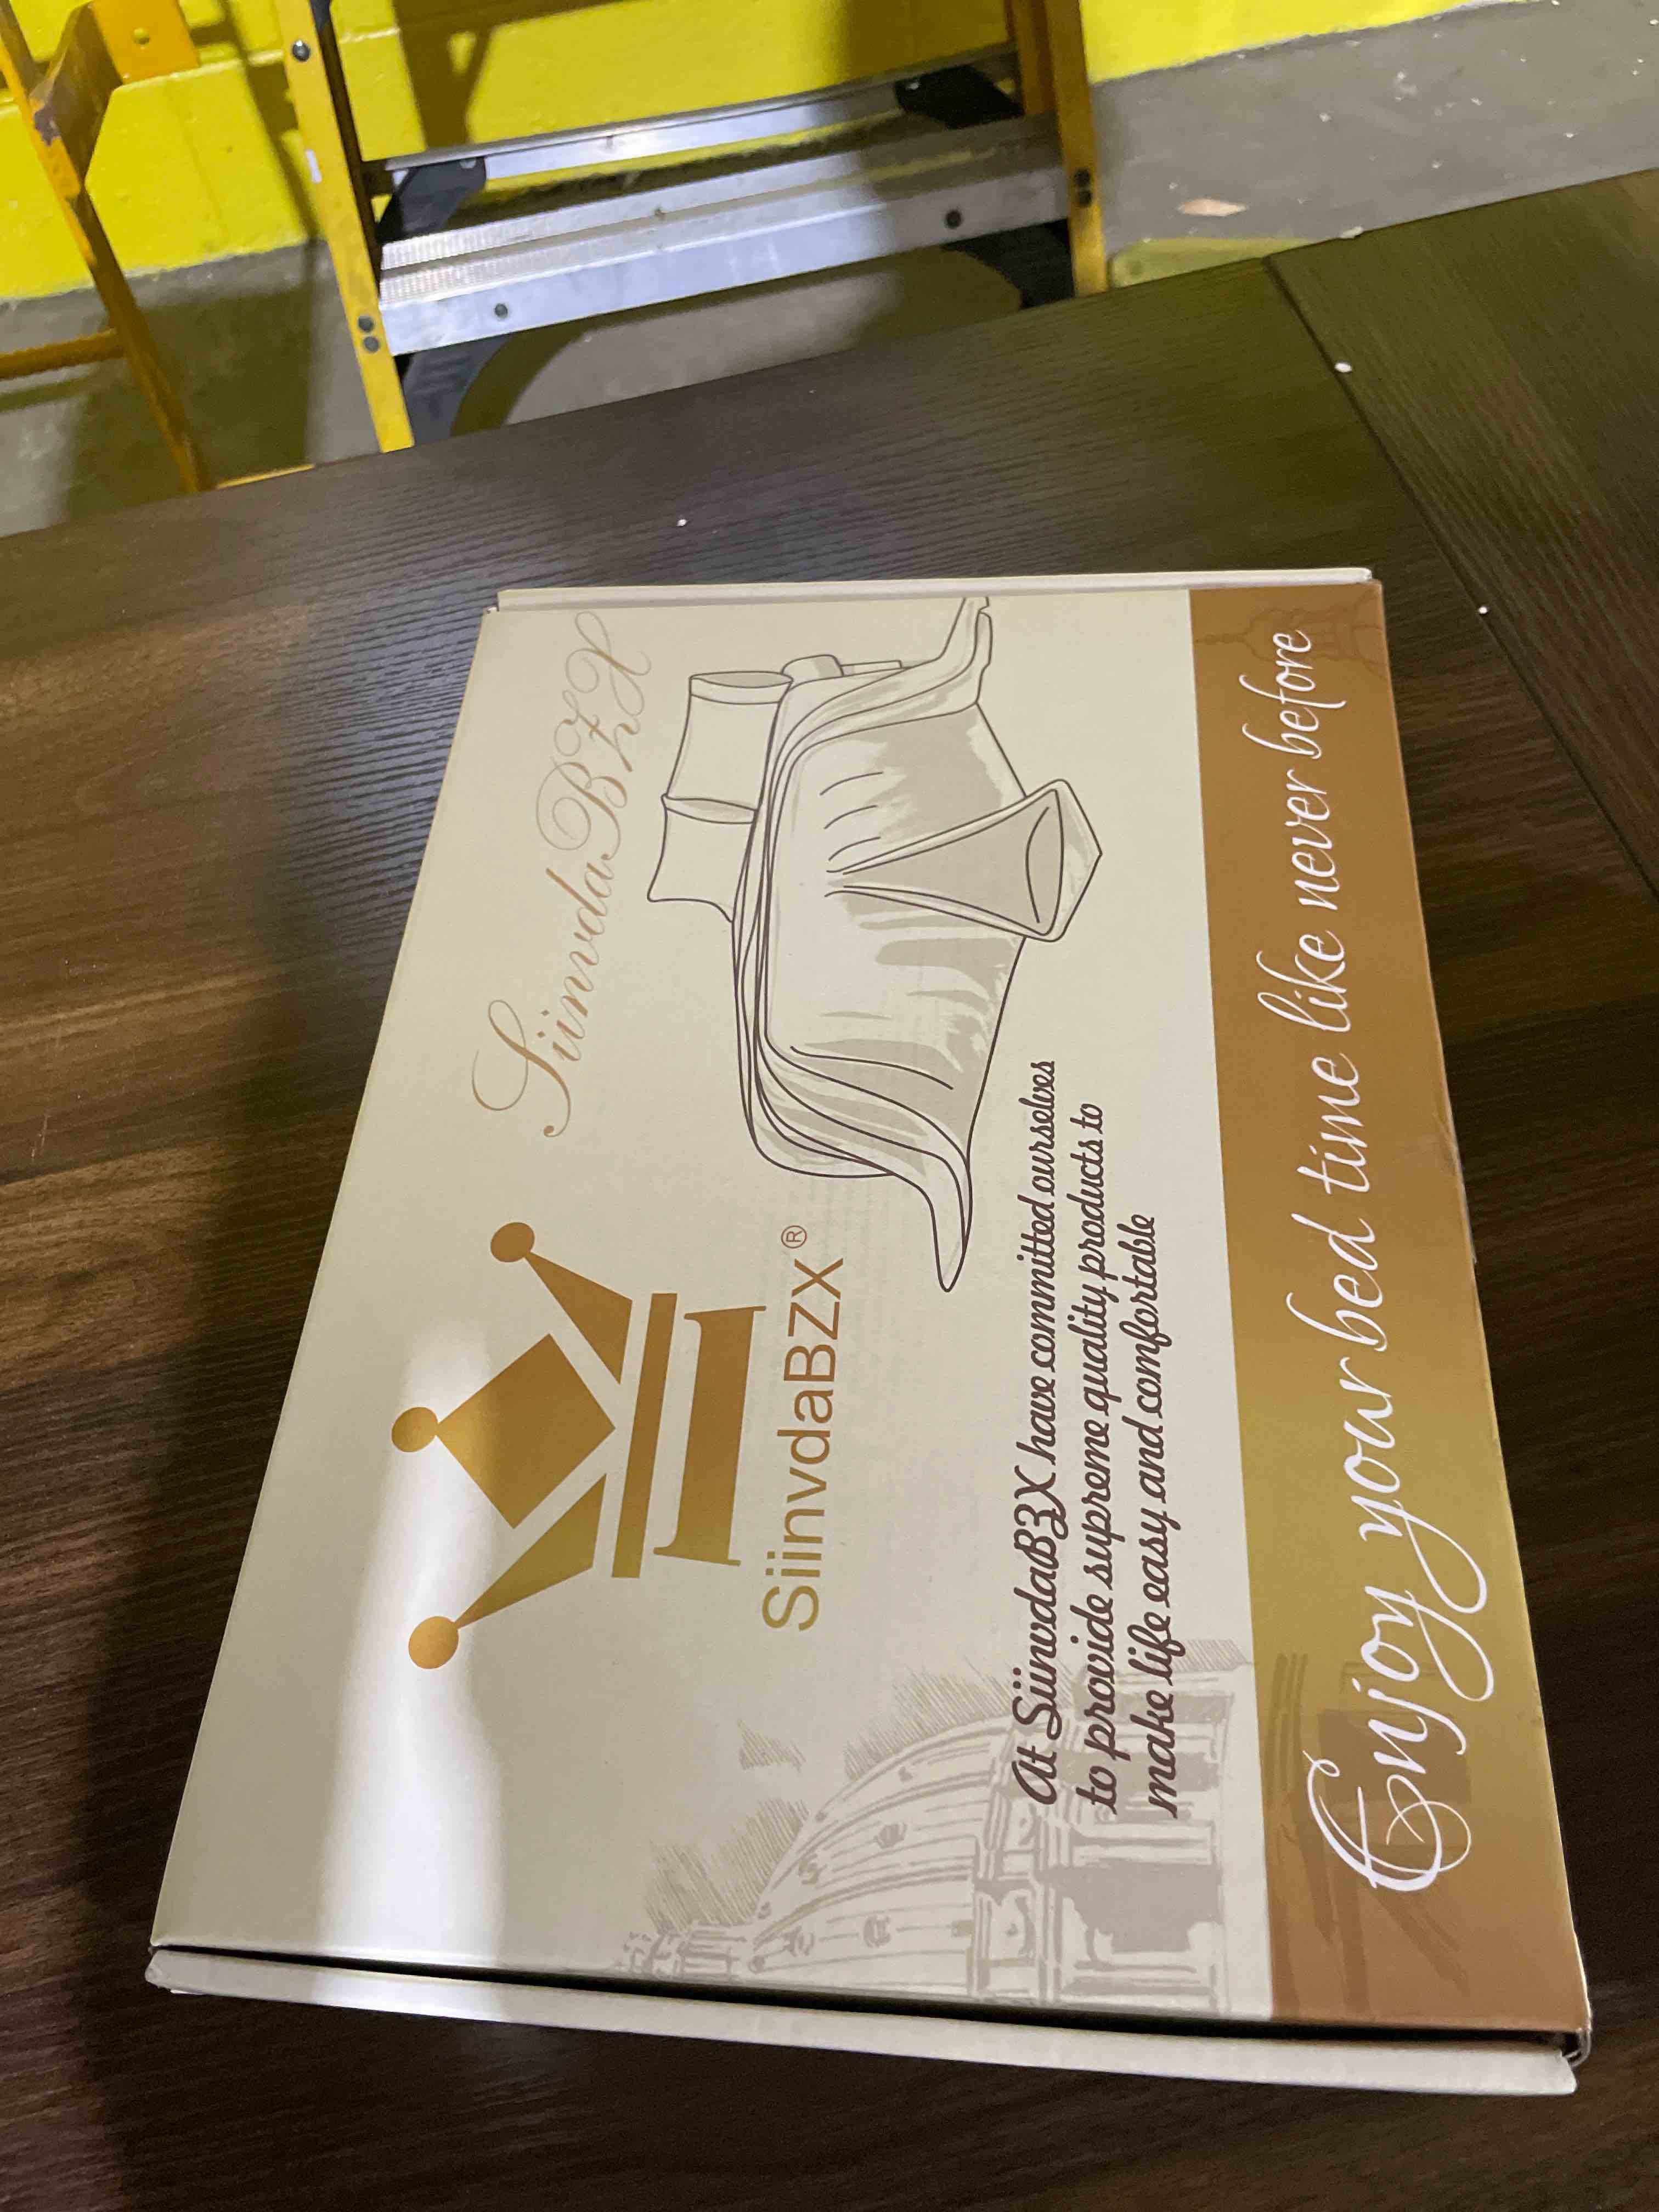 SiinvdaBZX®
SiinvdaBZX
At SiinvdaBZX have committed ourselves
to provide supreme quality products to
make life easy and comfortable
Enjoy your bed time like never before